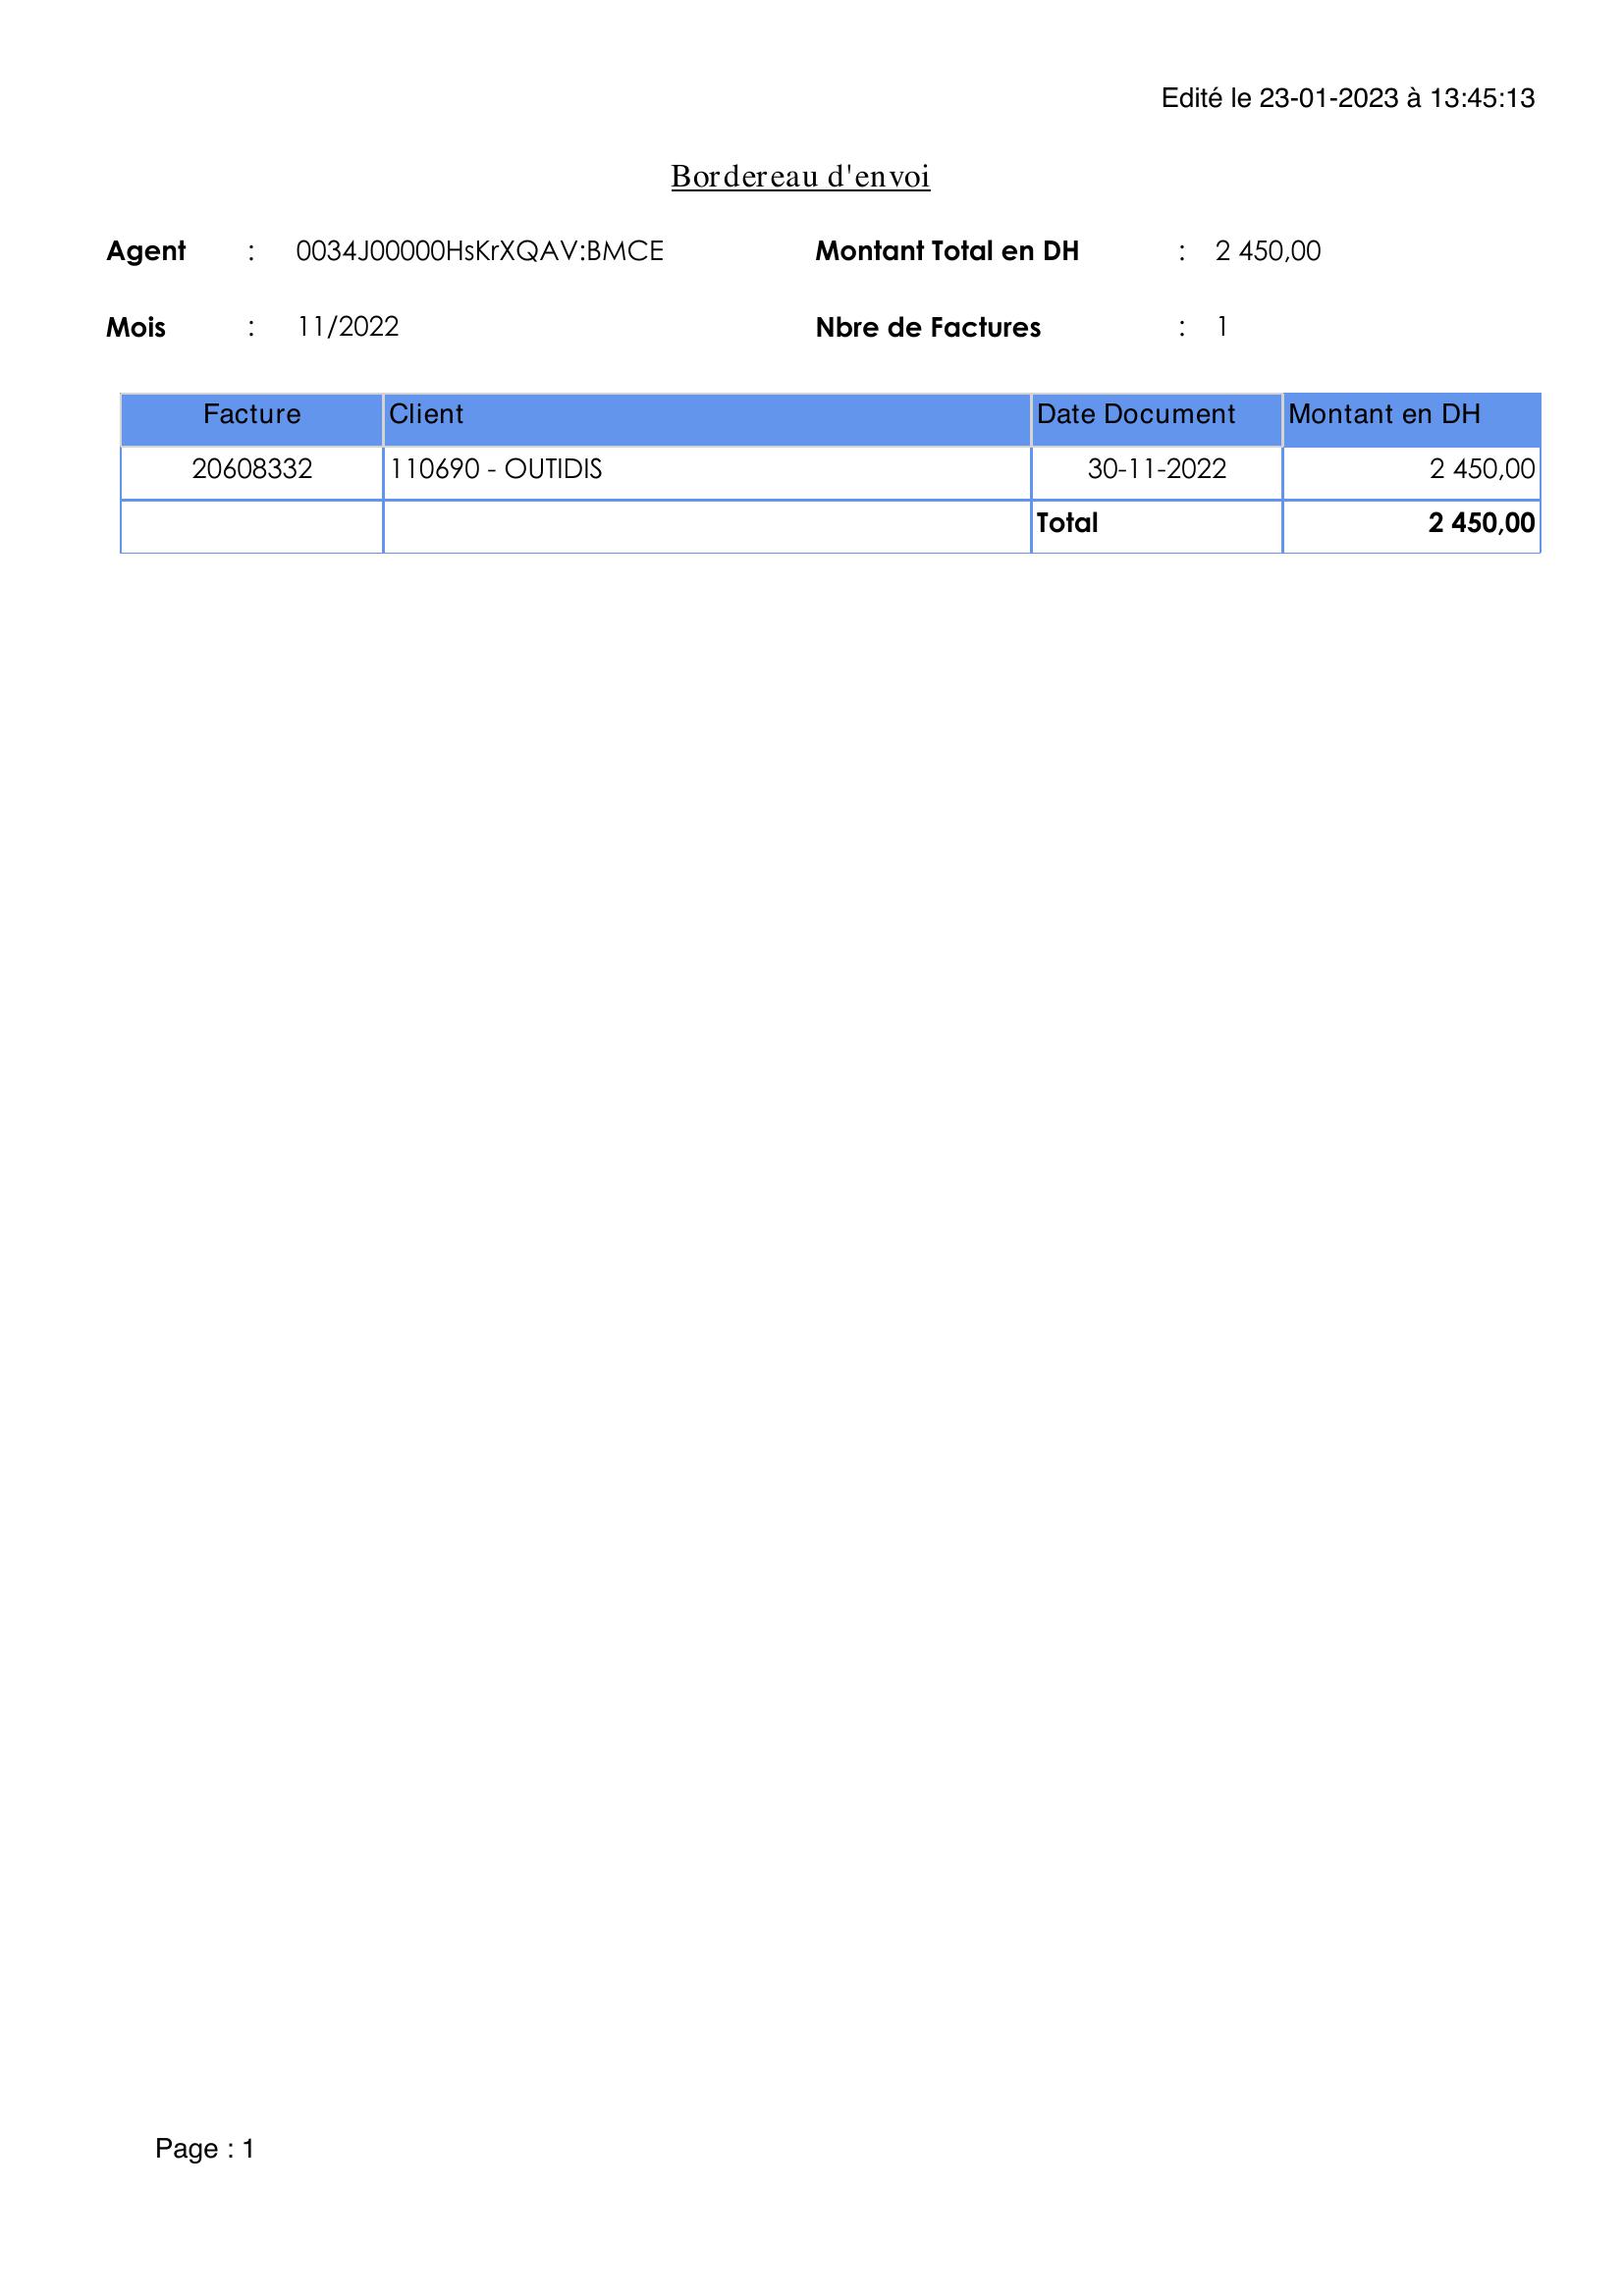 Edité le 23-01-2023 à 13:45:13
Bordereau d'envoi
Agent : 0034J00000HsKrXQAV:BMCE Montant Total en DH : 2 450,00
Mois : 11/2022 Nbre de Factures : 1
Facture Client Date Document Montant en DH
20608332 110690 - OUTIDIS 30-11-2022 2 450,00
Total 2 450,00
Page : 1